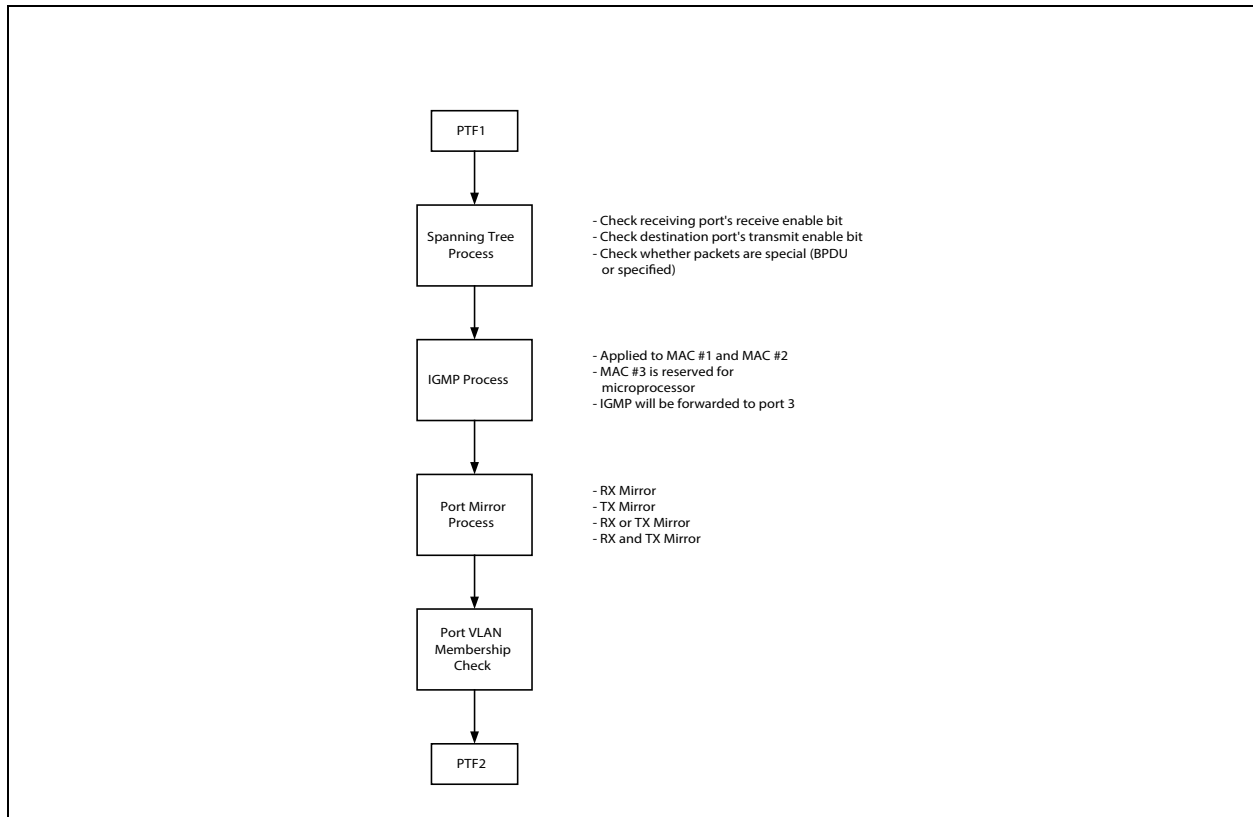 PTF1
Spanning Tree
Process
- Check receiving port's receive enable bit
- Check destination port's transmit enable bit
- Check whether packets are special (BPDU
or specified)
IGMP Process
- Applied to MAC #1 and MAC #2
- MAC #3 is reserved for
microprocessor
- IGMP will be forwarded to port 3
Port Mirror
Process
- RX Mirror
- TX Mirror
- RX or TX Mirror
- RX and TX Mirror
Port VLAN
Membership
Check
PTF2